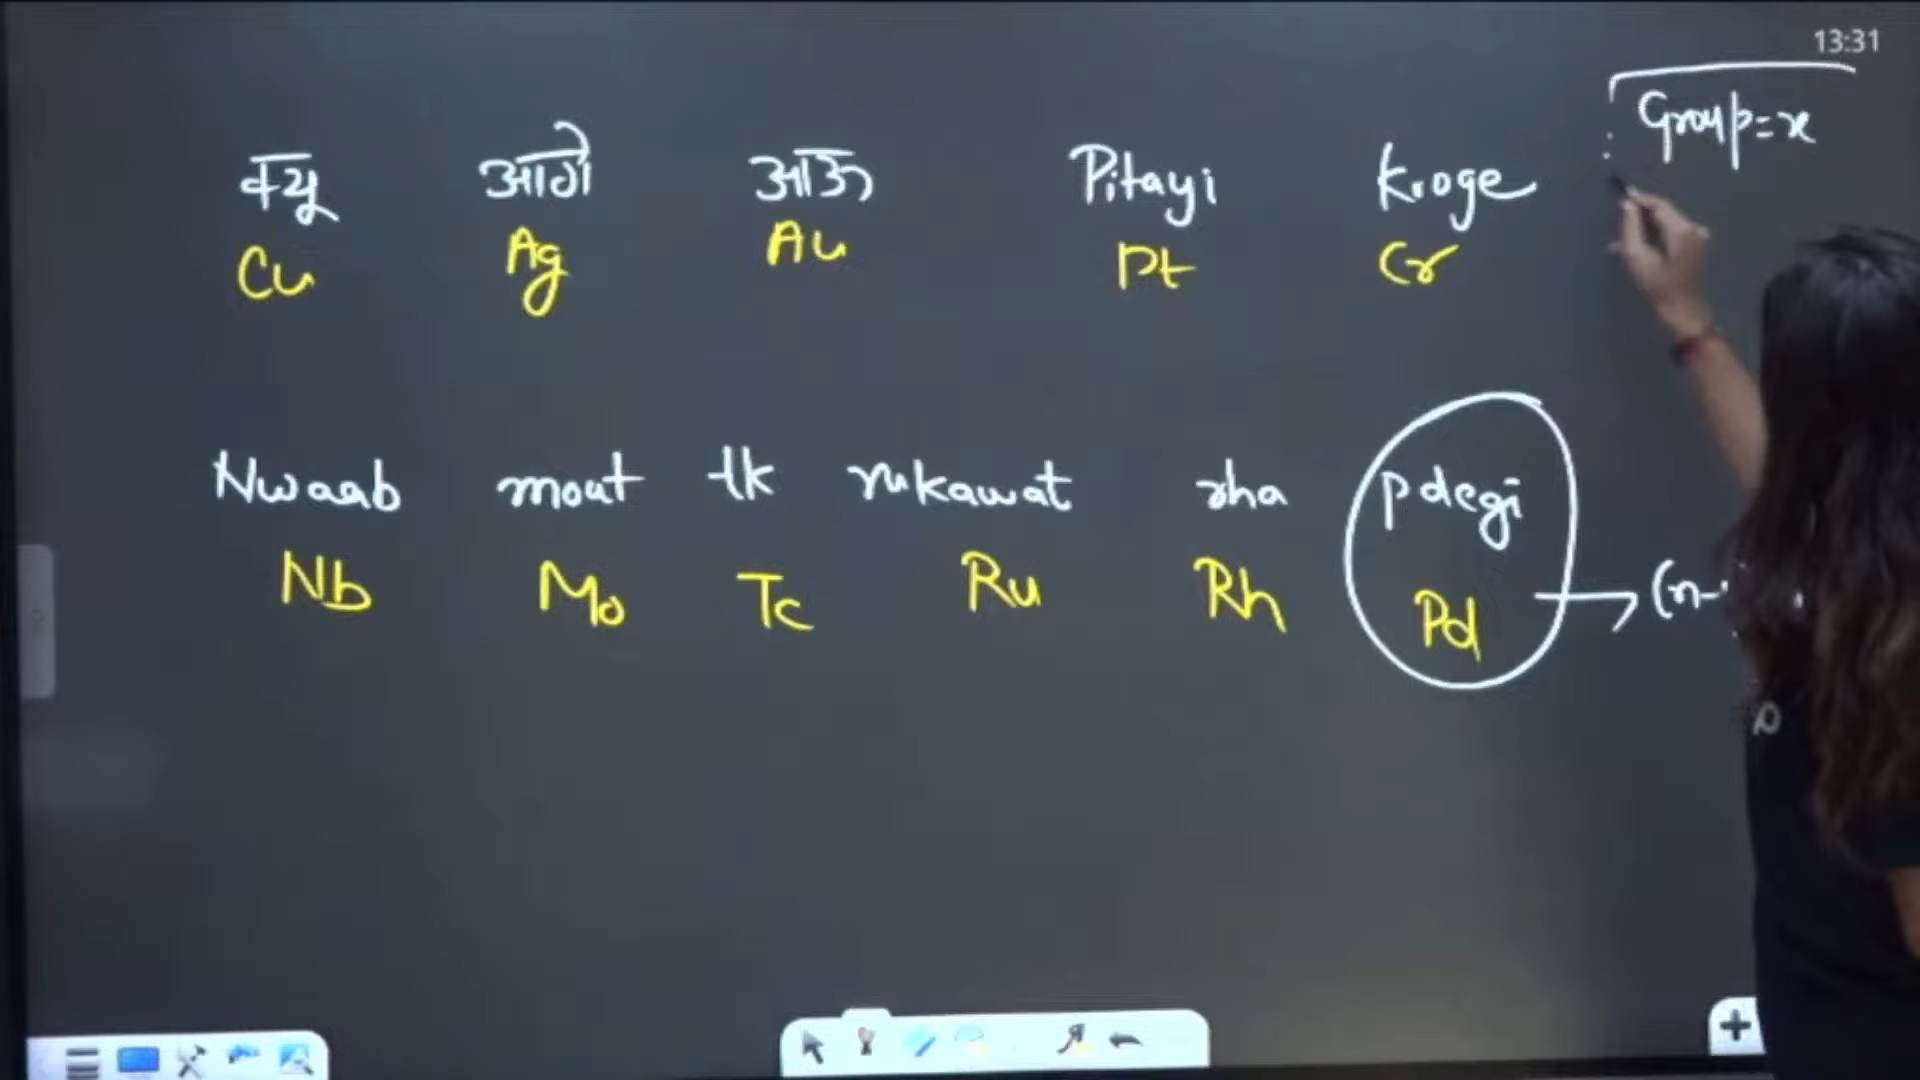 13:31
Group=x
क्यू आगे आऊ Pitayi kroge
Cu Ag Au Pt Cr
Nwaab mout tk rukawat rha pdegi
Nb Mo Tc Ru Rh Pd (n-